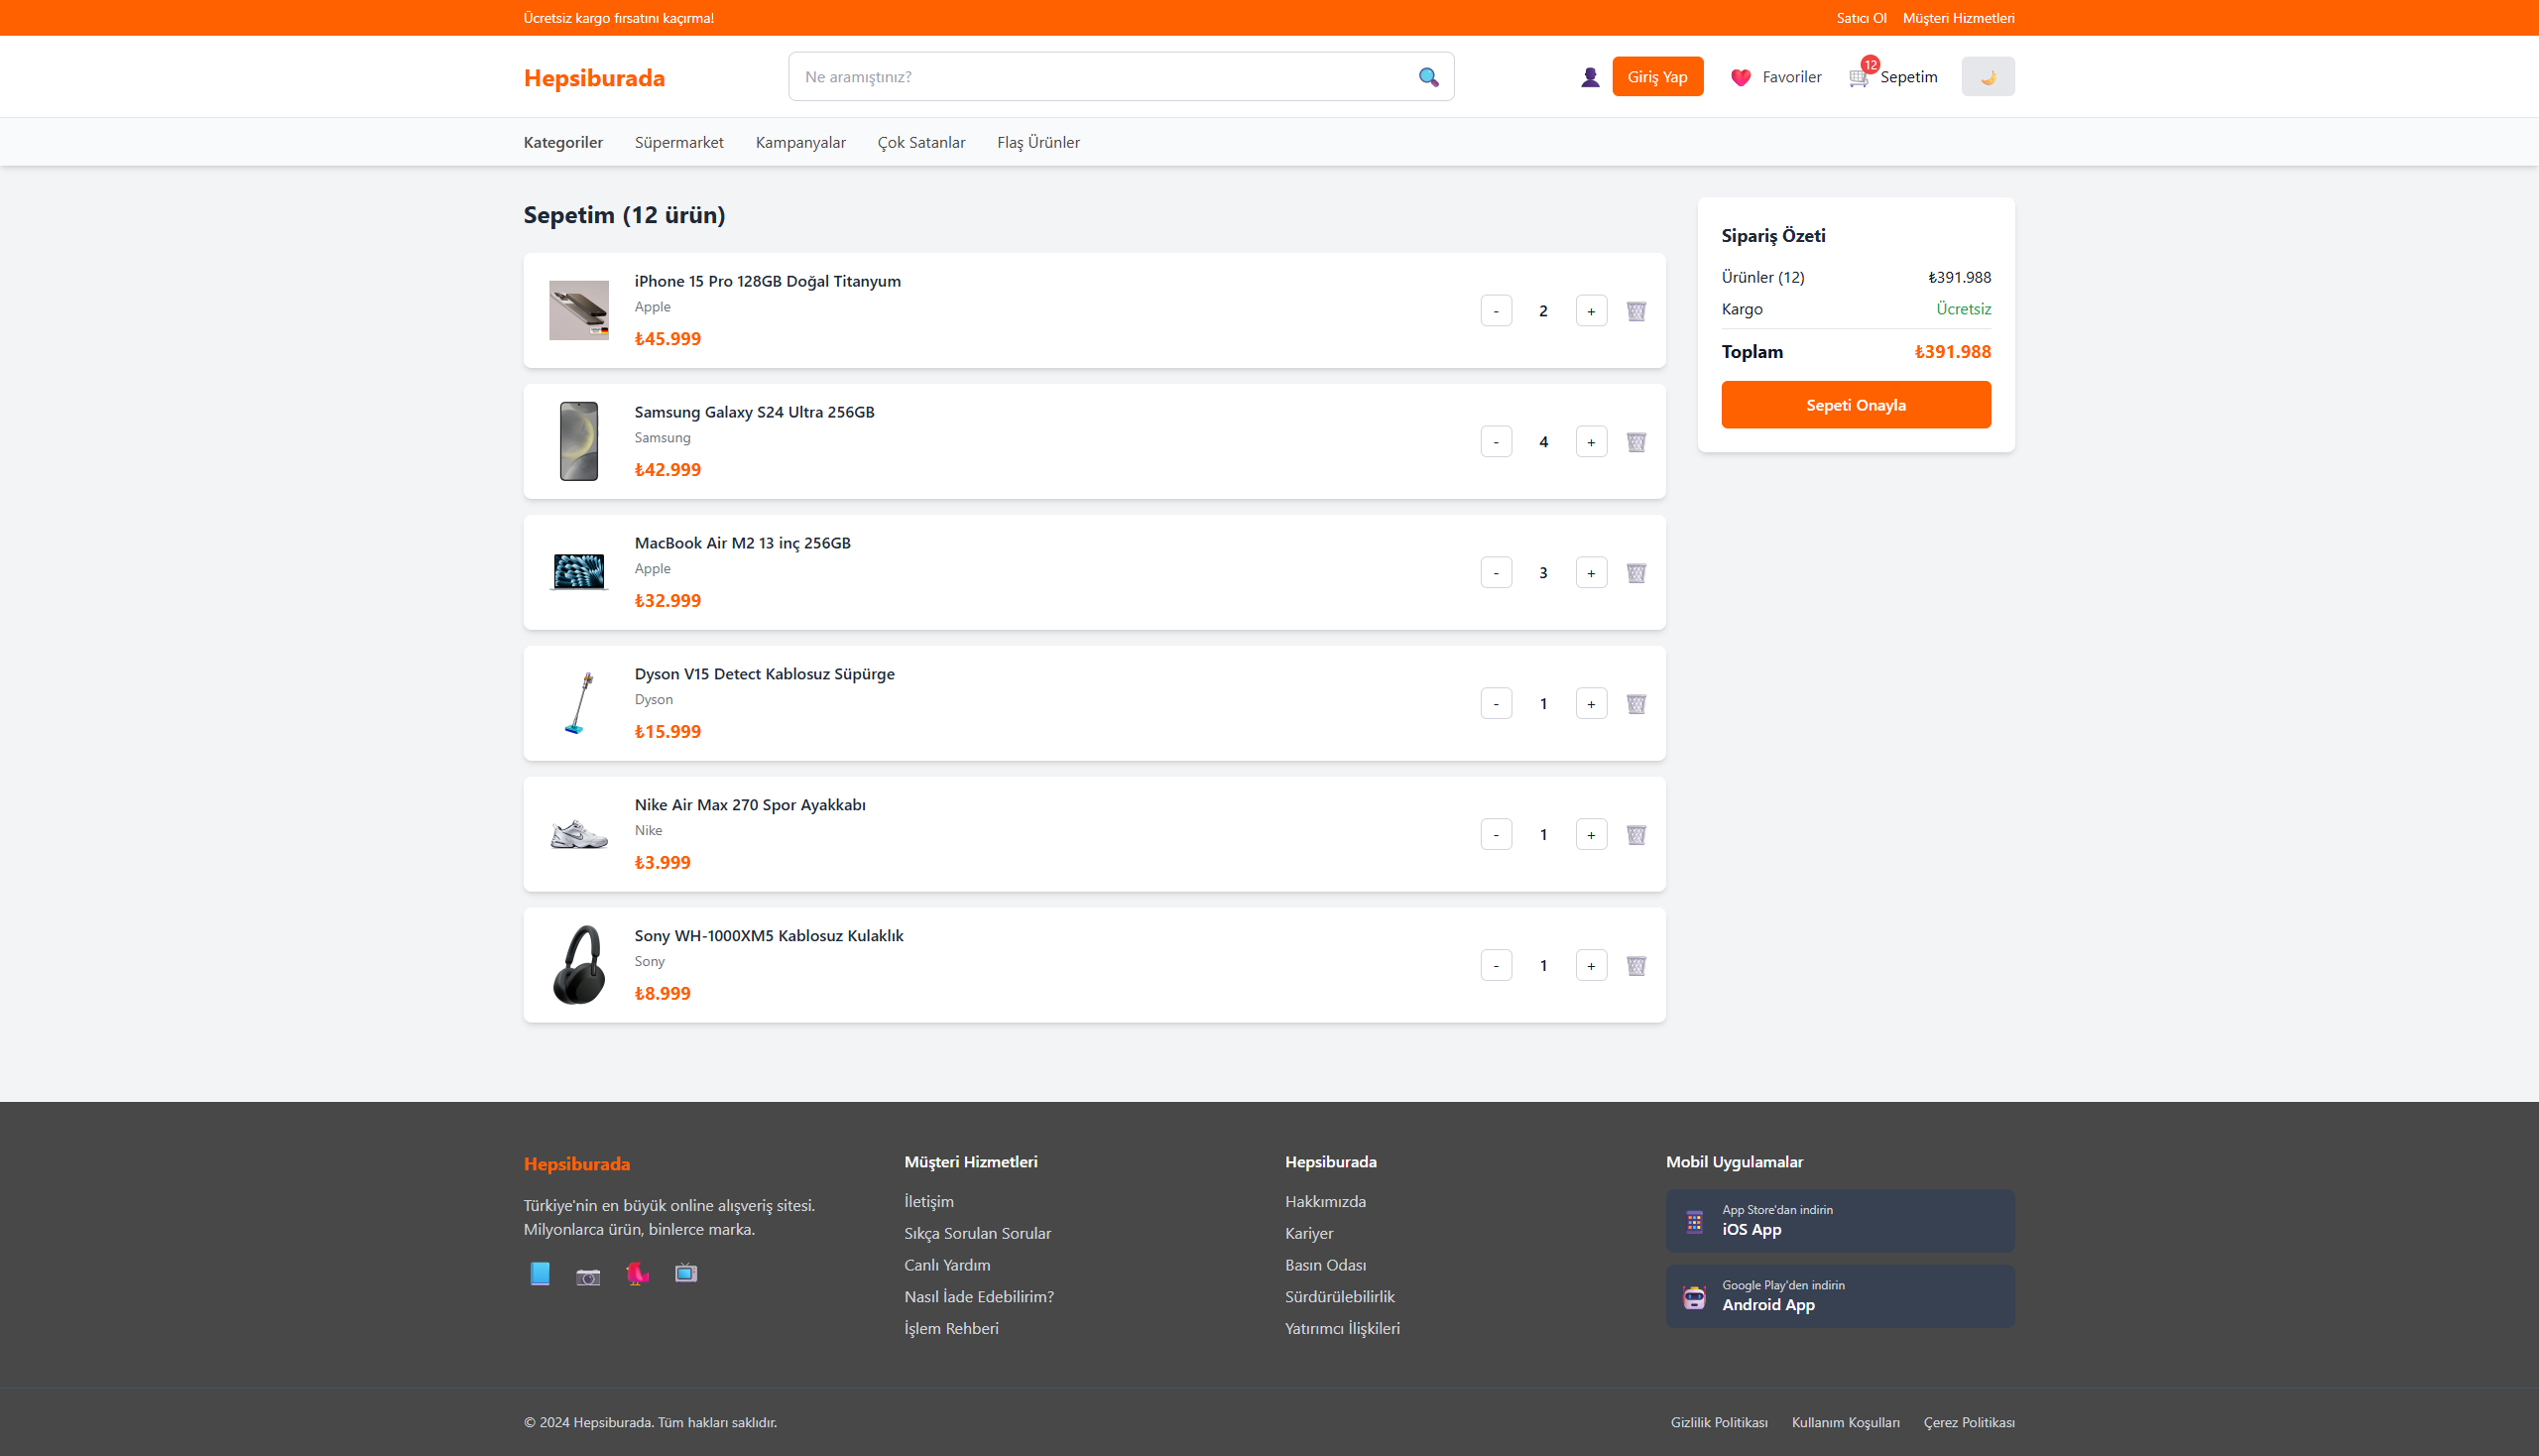 Ücretsiz kargo fırsatını kaçırma!
Satıcı Ol
Müşteri Hizmetleri
Hepsiburada
Ne aramıştınız?
Giriş Yap
Favoriler
12
Sepetim
Kategoriler
Süpermarket
Kampanyalar
Çok Satanlar
Flaş Ürünler
Sepetim (12 ürün)
iPhone 15 Pro 128GB Doğal Titanyum
Apple
₺45.999
-
2
+
Samsung Galaxy S24 Ultra 256GB
Samsung
₺42.999
-
4
+
MacBook Air M2 13 inç 256GB
Apple
₺32.999
-
3
+
Dyson V15 Detect Kablosuz Süpürge
Dyson
₺15.999
-
1
+
Nike Air Max 270 Spor Ayakkabı
Nike
₺3.999
-
1
+
Sony WH-1000XM5 Kablosuz Kulaklık
Sony
₺8.999
-
1
+
Sipariş Özeti
Ürünler (12)
₺391.988
Kargo
Ücretsiz
Toplam
₺391.988
Sepeti Onayla
Hepsiburada
Türkiye'nin en büyük online alışveriş sitesi.
Milyonlarca ürün, binlerce marka.
Müşteri Hizmetleri
İletişim
Sıkça Sorulan Sorular
Canlı Yardım
Nasıl İade Edebilirim?
İşlem Rehberi
Hepsiburada
Hakkımızda
Kariyer
Basın Odası
Sürdürülebilirlik
Yatırımcı İlişkileri
Mobil Uygulamalar
App Store'dan indirin
iOS App
Google Play'den indirin
Android App
© 2024 Hepsiburada. Tüm hakları saklıdır.
Gizlilik Politikası
Kullanım Koşulları
Çerez Politikası